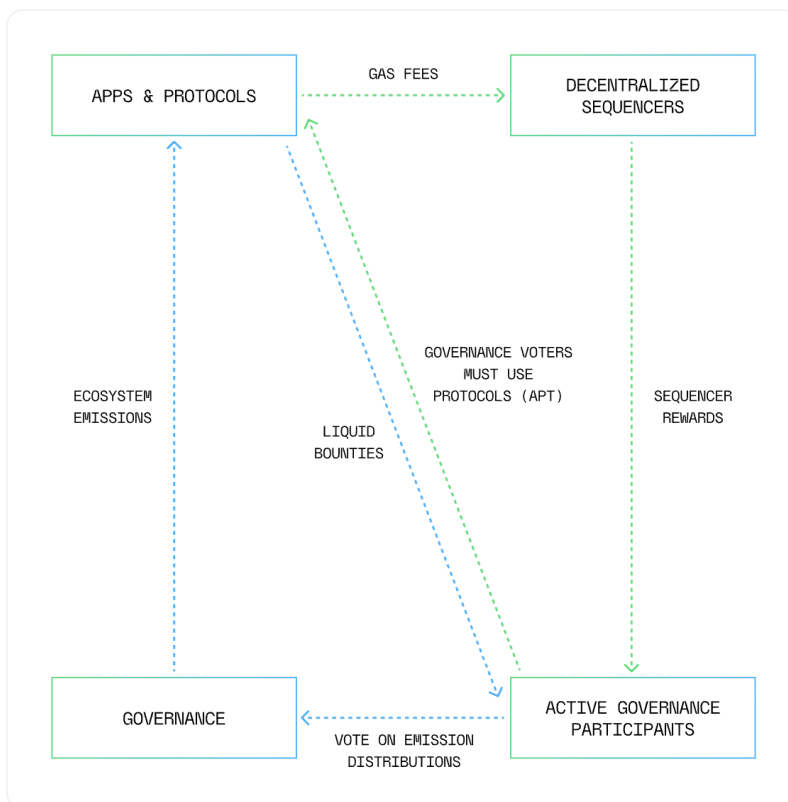 APPS & PROTOCOLS
GAS FEES
DECENTRALIZED
SEQUENCERS
GOVERNANCE VOTERS
MUST USE
PROTOCOLS (APT)
ECOSYSTEM
EMISSIONS
SEQUENCER
REWARDS
LIQUID
BOUNTIES
GOVERNANCE
ACTIVE GOVERNANCE
PARTICIPANTS
VOTE ON EMISSION
DISTRIBUTIONS